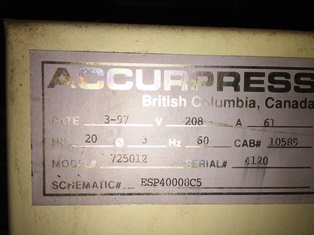 ACCURPRESS
British Columbia, Canada
DATE 3-97 V 208 A 61
HP 20 Ø 3 Hz 60 CAB# 10589
MODEL# 725012 SERIAL# 4120
SCHEMATIC# ESP40008C5